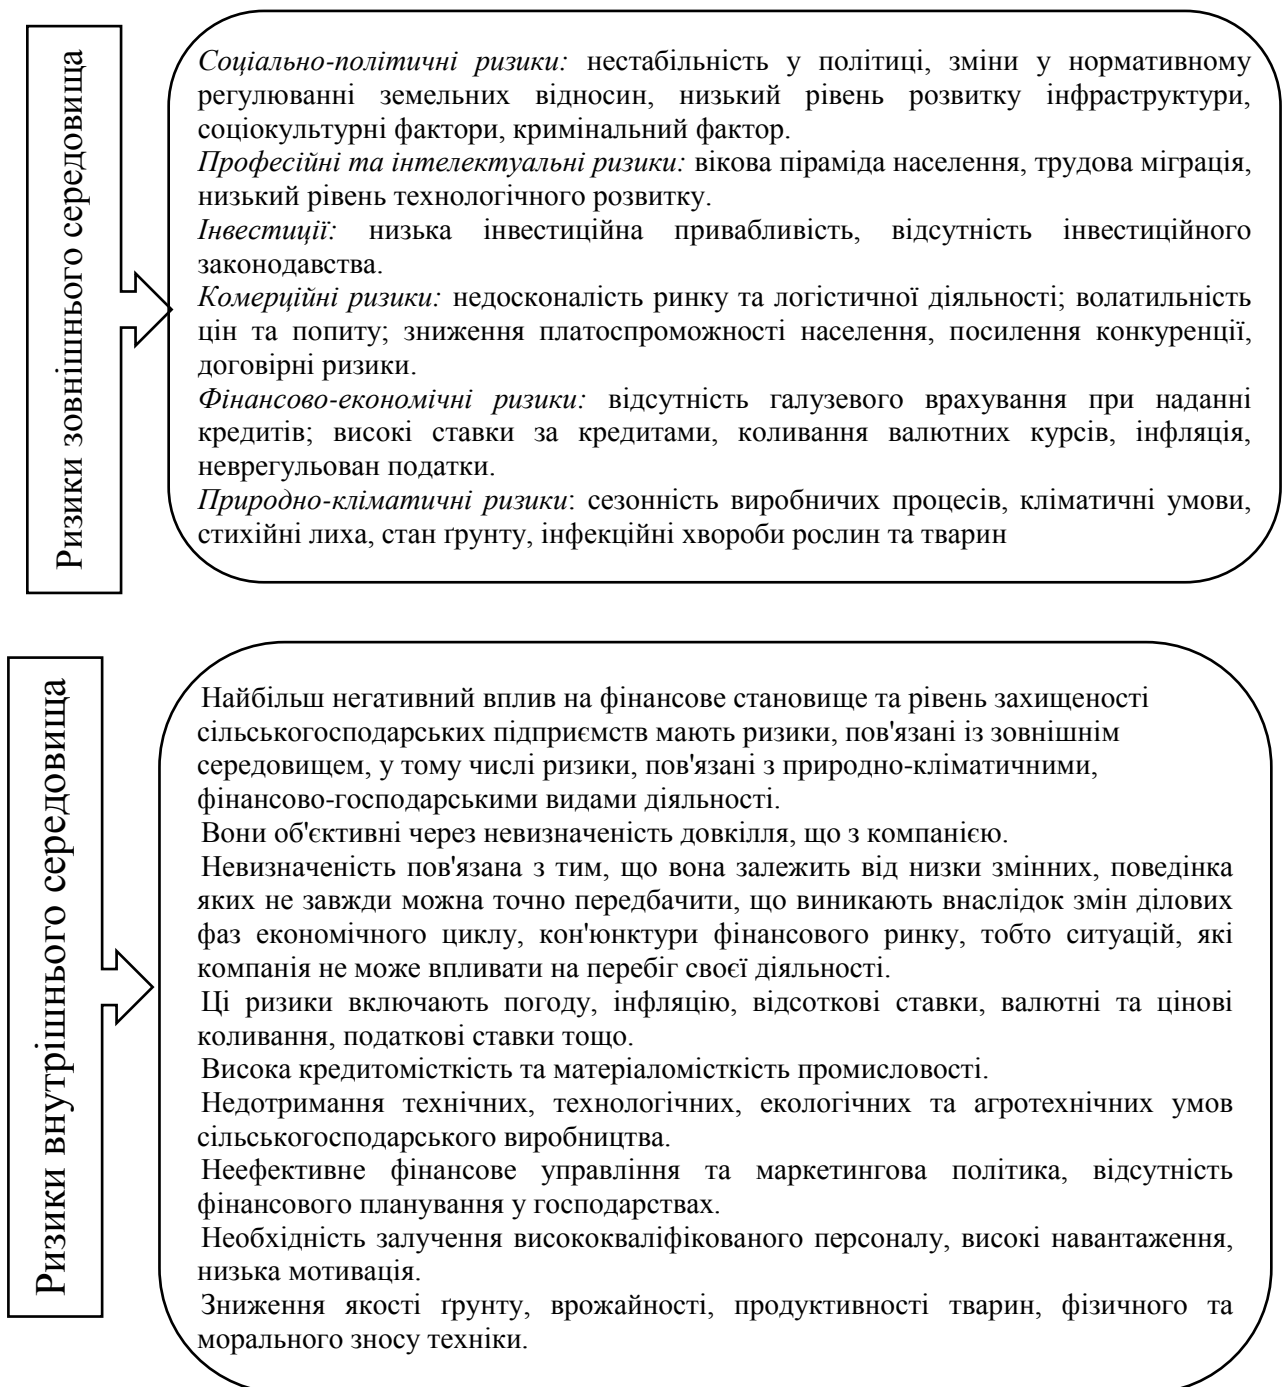 Ризики зовнішнього середовища
Соціально-політичні ризики: нестабільність у політиці, зміни у нормативному
регулюванні земельних відносин, низький рівень розвитку інфраструктури,
соціокультурні фактори, кримінальний фактор.
Професійні та інтелектуальні ризики: вікова піраміда населення, трудова міграція,
низький рівень технологічного розвитку.
Інвестиції: низька інвестиційна привабливість, відсутність інвестиційного
законодавства.
Комерційні ризики: недосконалість ринку та логістичної діяльності; волатильність
цін та попиту; зниження платоспроможності населення, посилення конкуренції,
договірні ризики.
Фінансово-економічні ризики: відсутність галузевого врахування при наданні
кредитів; високі ставки за кредитами, коливання валютних курсів, інфляція,
неврегульован податки.
Природно-кліматичні ризики: сезонність виробничих процесів, кліматичні умови,
стихійні лиха, стан ґрунту, інфекційні хвороби рослин та тварин
Ризики внутрішнього середовища
Найбільш негативний вплив на фінансове становище та рівень захищеності
сільськогосподарських підприємств мають ризики, пов'язані із зовнішнім
середовищем, у тому числі ризики, пов'язані з природно-кліматичними,
фінансово-господарськими видами діяльності.
Вони об'єктивні через невизначеність довкілля, що з компанією.
Невизначеність пов'язана з тим, що вона залежить від низки змінних, поведінка
яких не завжди можна точно передбачити, що виникають внаслідок змін ділових
фаз економічного циклу, кон'юнктури фінансового ринку, тобто ситуацій, які
компанія не може впливати на перебіг своєї діяльності.
Ці ризики включають погоду, інфляцію, відсоткові ставки, валютні та цінові
коливання, податкові ставки тощо.
Висока кредитомісткість та матеріаломісткість промисловості.
Недотримання технічних, технологічних, екологічних та агротехнічних умов
сільськогосподарського виробництва.
Неефективне фінансове управління та маркетингова політика, відсутність
фінансового планування у господарствах.
Необхідність залучення висококваліфікованого персоналу, високі навантаження,
низька мотивація.
Зниження якості ґрунту, врожайності, продуктивності тварин, фізичного та
морального зносу техніки.